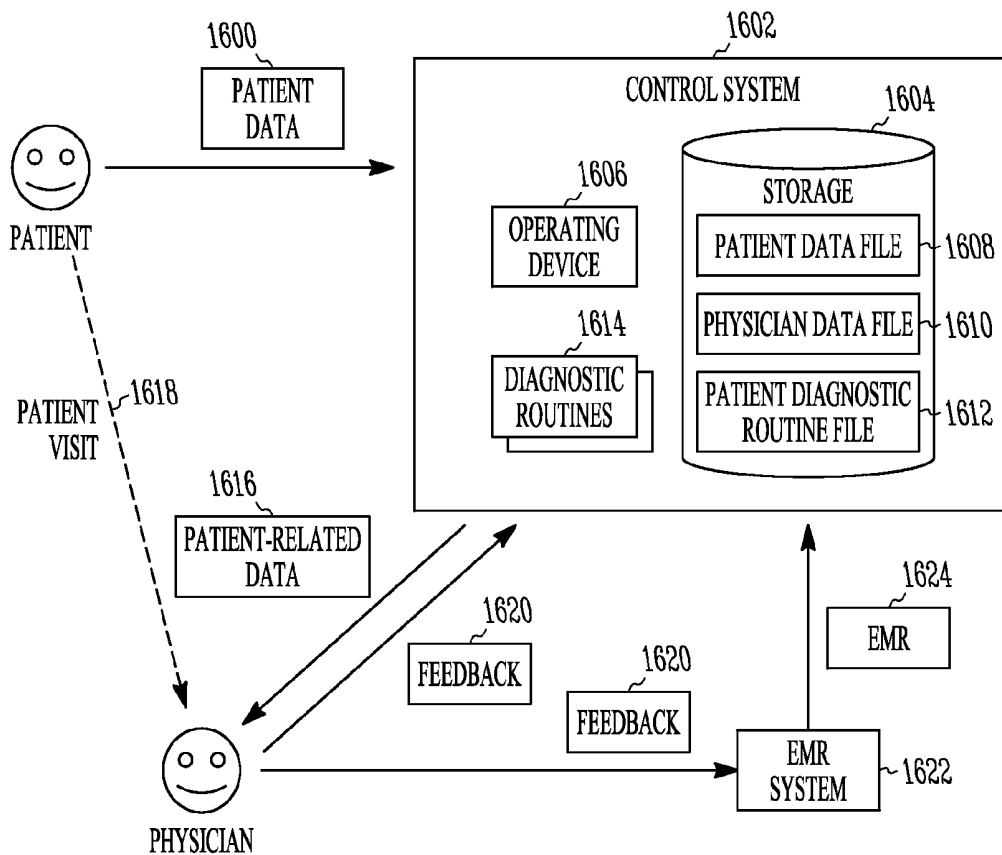 1600
PATIENT
DATA
PATIENT
1602
CONTROL SYSTEM
1604
STORAGE
1606
OPERATING
DEVICE
PATIENT DATA FILE
1608
PHYSICIAN DATA FILE
1610
1614
DIAGNOSTIC
ROUTINES
PATIENT DIAGNOSTIC
ROUTINE FILE
1612
1618
PATIENT
VISIT
1616
PATIENT-RELATED
DATA
1620
FEEDBACK
1620
FEEDBACK
1624
EMR
EMR
SYSTEM
1622
PHYSICIAN